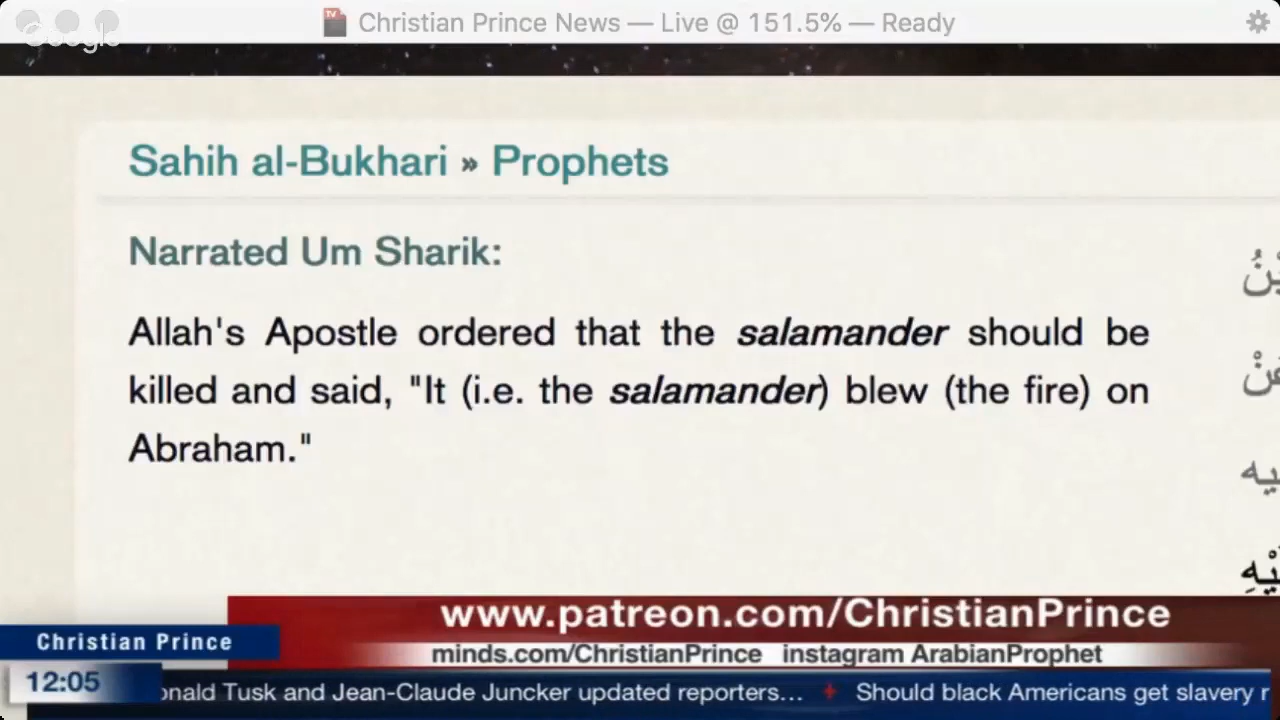 Christian Prince News — Live @ 151.5% — Ready
Google
Sahih al-Bukhari » Prophets
Narrated Um Sharik:
Allah's Apostle ordered that the salamander should be
killed and said, "It (i.e. the salamander) blew (the fire) on
Abraham."
www.patreon.com/ChristianPrince
Christian Prince
minds.com/ChristianPrince instagram ArabianProphet
12:05
onald Tusk and Jean-Claude Juncker updated reporters... + Should black Americans get slavery r